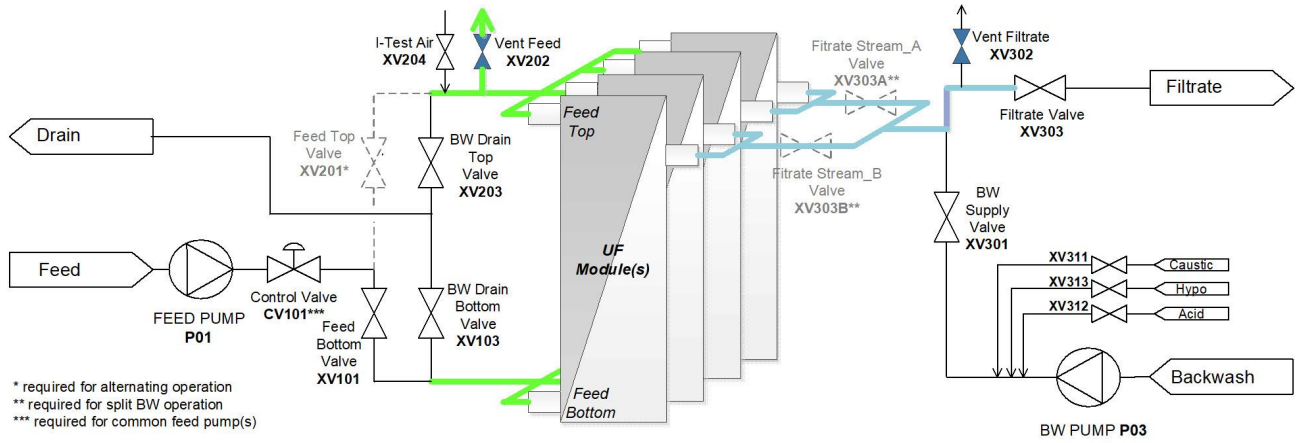 I-Test Air
XV204
Vent Feed
XV202
Fitrate Stream_A
Valve
XV303A**
Vent Filtrate
XV302
Filtrate
Filtrate Valve
XV303
Drain
Feed Top
Valve
XV201*
BW Drain
Top
Valve
XV203
Feed
Top
Fitrate Stream_B
Valve
XV303B**
BW
Supply
Valve
XV301
UF
Module(s)
Feed
FEED PUMP
P01
Control Valve
CV101***
Feed
Bottom
Valve
XV101
BW Drain
Bottom
Valve
XV103
XV311
Caustic
XV313
Hypo
XV312
Acid
Feed
Bottom
Backwash
BW PUMP P03
* required for alternating operation
** required for split BW operation
*** required for common feed pump(s)